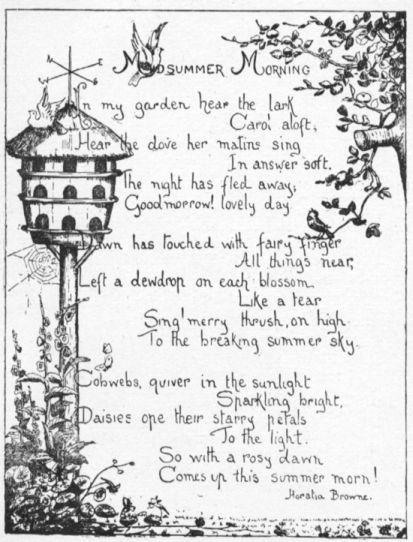 N
W
Midsummer Morning
In my garden hear the lark
Carol aloft;
Hear the dove her matins sing
In answer soft.
The night has fled away;
Goodmorrow! lovely day.
Dawn has touched with fairy finger
All things near,
Left a dewdrop on each blossom
Like a tear
Sing! merry thrush, on high
To the breaking summer sky.
Cobwebs, quiver in the sunlight
Sparkling bright,
Daisies ope their starry petals
To the light.
So with a rosy dawn
Comes up this summer morn!
Horatia Browne.